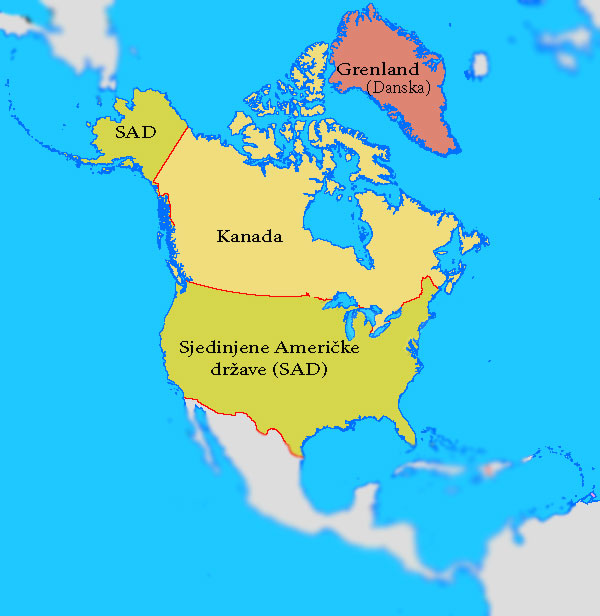 Grenland
(Danska)
SAD
Kanada
Sjedinjene Američke
države (SAD)